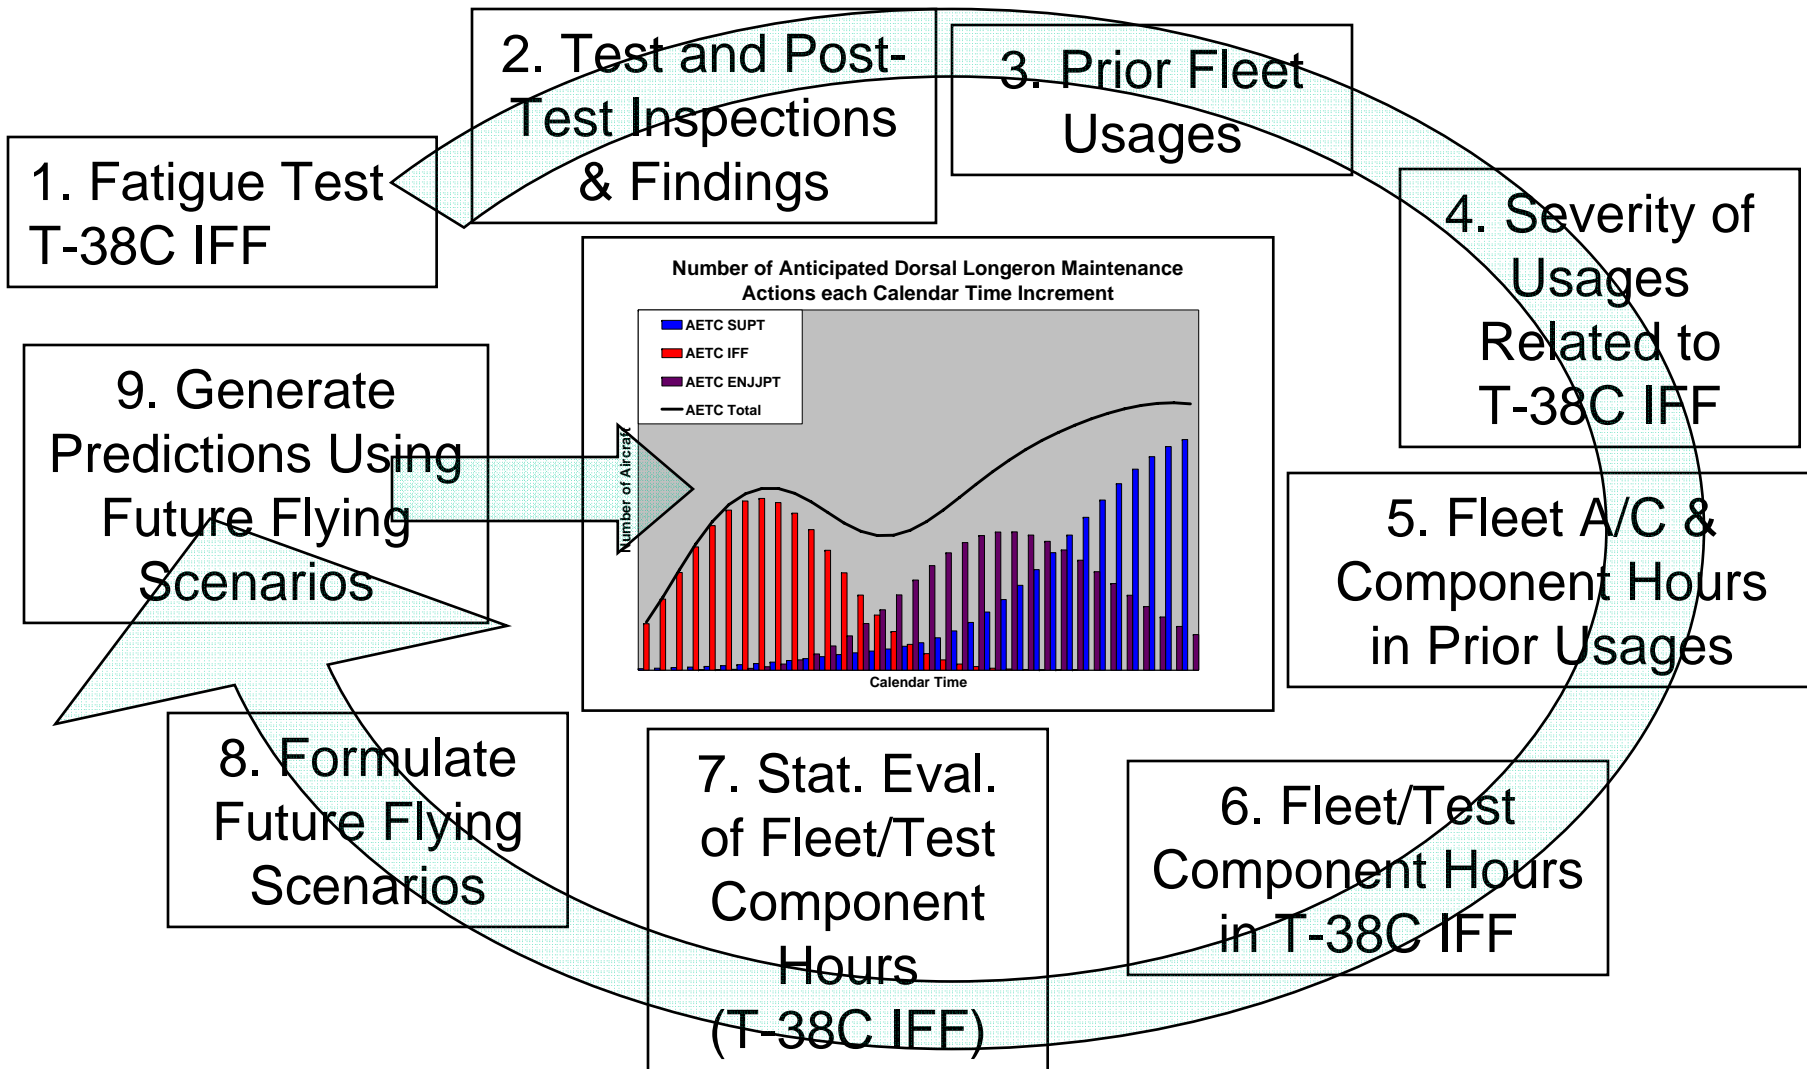 1. Fatigue Test
T-38C IFF
2. Test and Post-
Test Inspections
& Findings
3. Prior Fleet
Usages
4. Severity of
Usages
Related to
T-38C IFF
5. Fleet A/C &
Component Hours
in Prior Usages
6. Fleet/Test
Component Hours
in T-38C IFF
7. Stat. Eval.
of Fleet/Test
Component
Hours
(T-38C IFF)
8. Formulate
Future Flying
Scenarios
9. Generate
Predictions Using
Future Flying
Scenarios
Number of Anticipated Dorsal Longeron Maintenance
Actions each Calendar Time Increment
AETC SUPT
AETC IFF
AETC ENJJPT
AETC Total
Number of Aircraft
Calendar Time